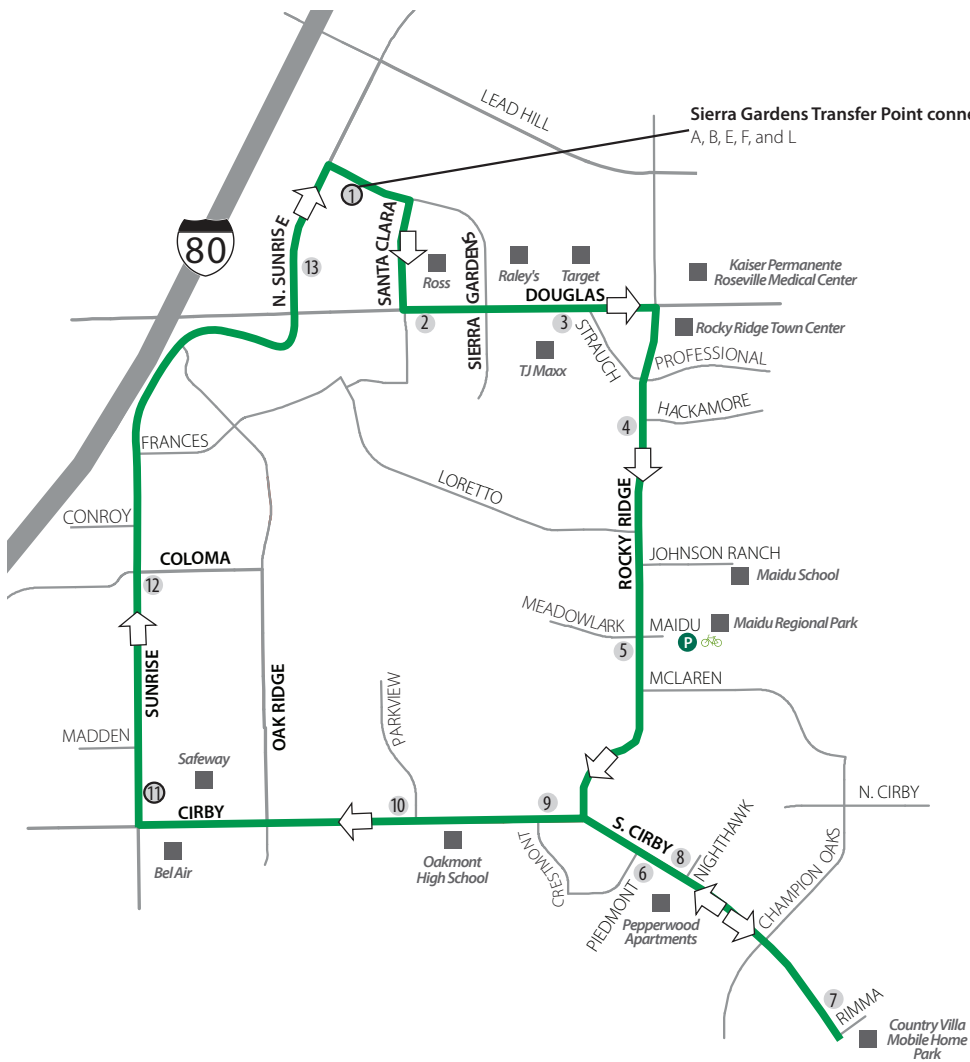 LEAD HILL
Sierra Gardens Transfer Point conne
A, B, E, F, and L
1
80
N. SUNRISE
13
SANTA CLARA
Ross
SIERRA GARDENS
Raley's
Target
DOUGLAS
Kaiser Permanente
Roseville Medical Center
2
3
STRAUCH
Rocky Ridge Town Center
TJ Maxx
PROFESSIONAL
HACKAMORE
4
FRANCES
LORETTO
CONROY
ROCKY RIDGE
COLOMA
12
JOHNSON RANCH
Maidu School
MEADOWLARK
MAIDU
Maidu Regional Park
P
5
SUNRISE
OAK RIDGE
MCLAREN
PARKVIEW
MADDEN
Safeway
11
CIRBY
10
9
N. CIRBY
S. CIRBY
8
NIGHTHAWK
CHAMPION OAKS
Bel Air
Oakmont
High School
CRESTMONT
6
PIEDMONT
Pepperwood
Apartments
7
RIMMA
Country Villa
Mobile Home
Park